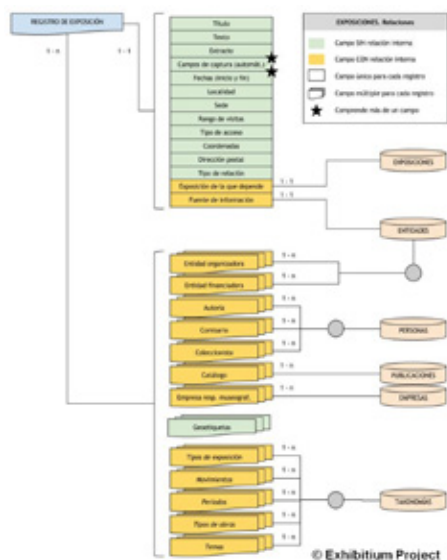 REGISTRO DE EXPOSICIÓN
1 - n
1 - 1
Título
Texto
Extracto
Campos de captura (automát.)
Fechas (inicio y fin)
Localidad
Sede
Rango de visitas
Tipo de acceso
Coordenadas
Dirección postal
Tipo de relación
Exposición de la que depende
Fuente de información
EXPOSICIONES. Relaciones
Campo SIN relación interna
Campo CON relación interna
Campo único para cada registro
Campo múltiple para cada registro
Comprende más de un campo
1 - 1
EXPOSICIONES
1 - 1
ENTIDADES
Entidad organizadora
1 - n
Entidad financiadora
1 - n
Autoría
1 - n
Comisario
1 - n
PERSONAS
Coleccionista
1 - n
Catálogo
1 - n
PUBLICACIONES
Empresa resp. museograf.
1 - n
EMPRESAS
Geoetiquetas
Tipos de exposición
1 - n
Movimientos
1 - n
Periodos
1 - n
TAXONOMÍAS
Tipos de obras
1 - n
Temas
1 - n
© Exhibitium Project